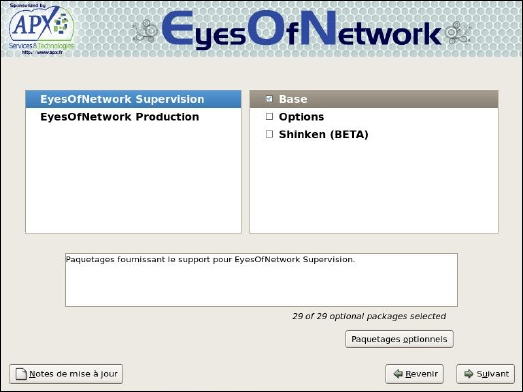 Sponsorized by
APX
Services & Technologies
http://www.apx.fr
EyesOfNetwork
EyesOfNetwork Supervision
EyesOfNetwork Production
Base
Options
Shinken (BETA)
Paquetages fournissant le support pour EyesOfNetwork Supervision.
29 of 29 optional packages selected
Paquetages optionnels
Notes de mise à jour
Revenir
Suivant